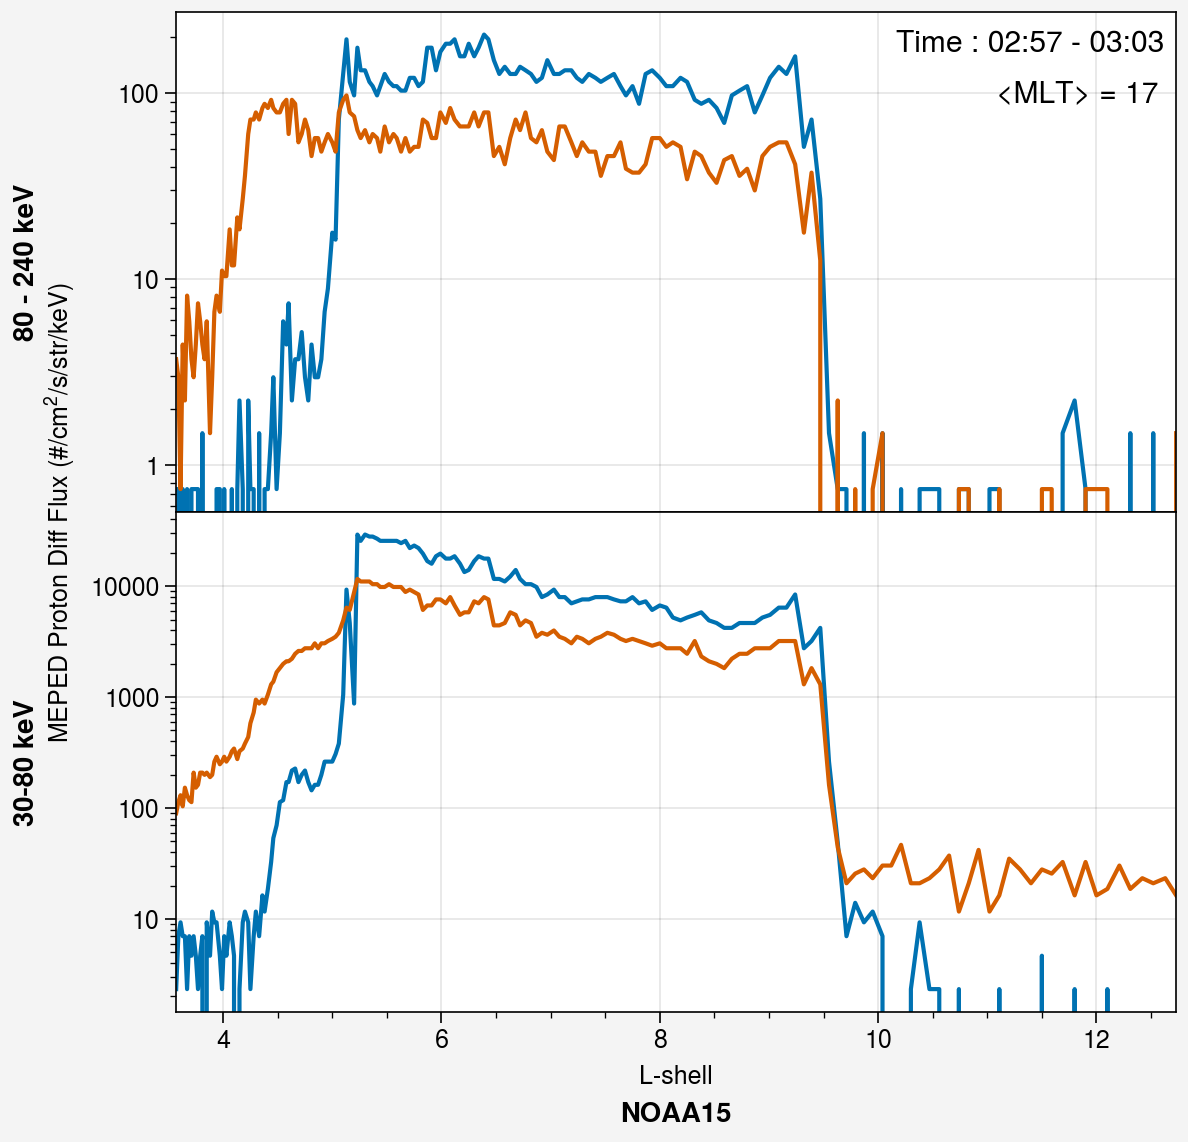 Time : 02:57 - 03:03
<MLT> = 17
100
10
1
80 - 240 keV
MEPED Proton Diff Flux (#/cm²/s/str/keV)
30-80 keV
10000
1000
100
10
4 6 8 10 12
L-shell
NOAA15